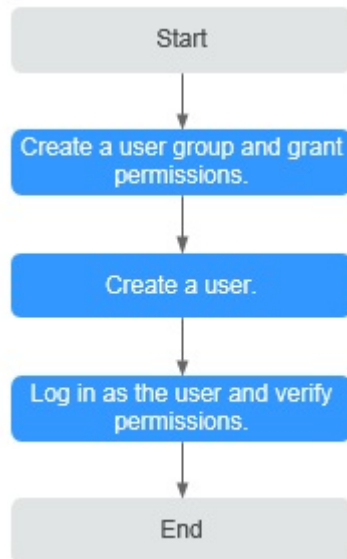 Start
Create a user group and grant
permissions.
Create a user.
Log in as the user and verify
permissions.
End